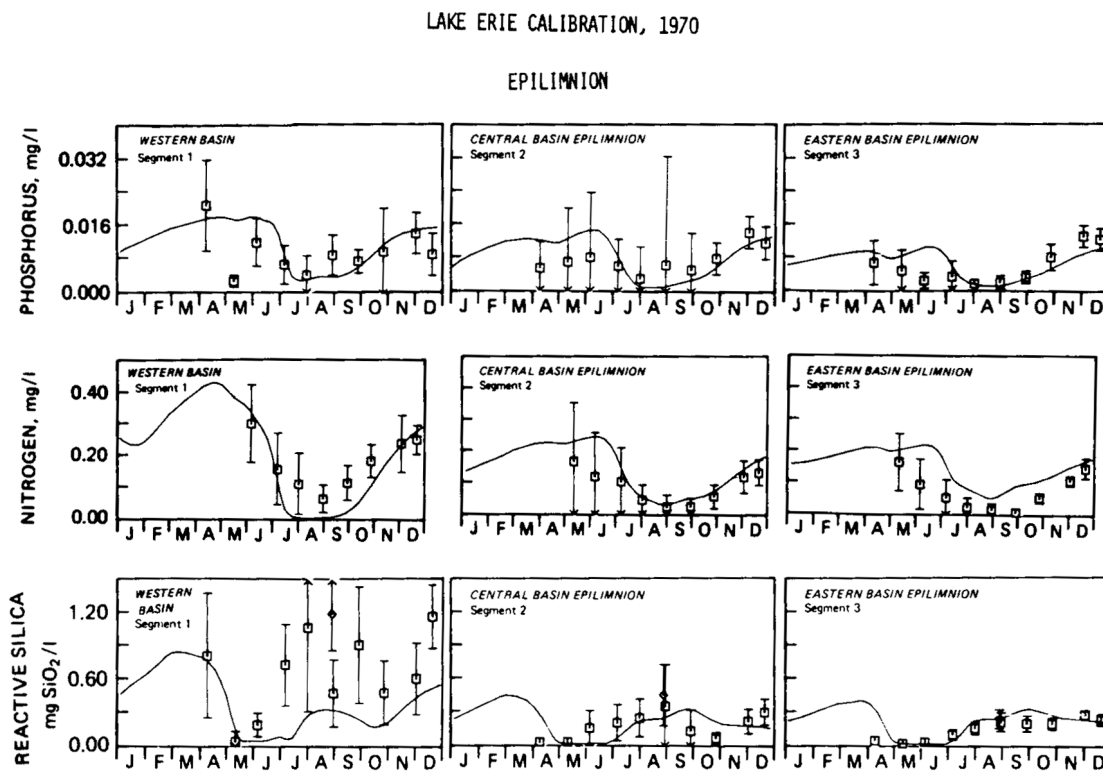 LAKE ERIE CALIBRATION, 1970
EPILIMNION
PHOSPHORUS, mg/l
0.032
0.016
0.000
WESTERN BASIN
Segment 1
J F M A M J J A S O N D
CENTRAL BASIN EPILIMNION
Segment 2
J F M A M J J A S O N D
EASTERN BASIN EPILIMNION
Segment 3
J F M A M J J A S O N D
NITROGEN, mg/l
0.40
0.20
0.00
WESTERN BASIN
Segment 1
J F M A M J J A S O N D
CENTRAL BASIN EPILIMNION
Segment 2
J F M A M J J A S O N D
EASTERN BASIN EPILIMNION
Segment 3
J F M A M J J A S O N D
REACTIVE SILICA
mg SiO₂/l
1.20
0.60
0.00
WESTERN
BASIN
Segment 1
J F M A M J J A S O N D
CENTRAL BASIN EPILIMNION
Segment 2
J F M A M J J A S O N D
EASTERN BASIN EPILIMNION
Segment 3
J F M A M J J A S O N D